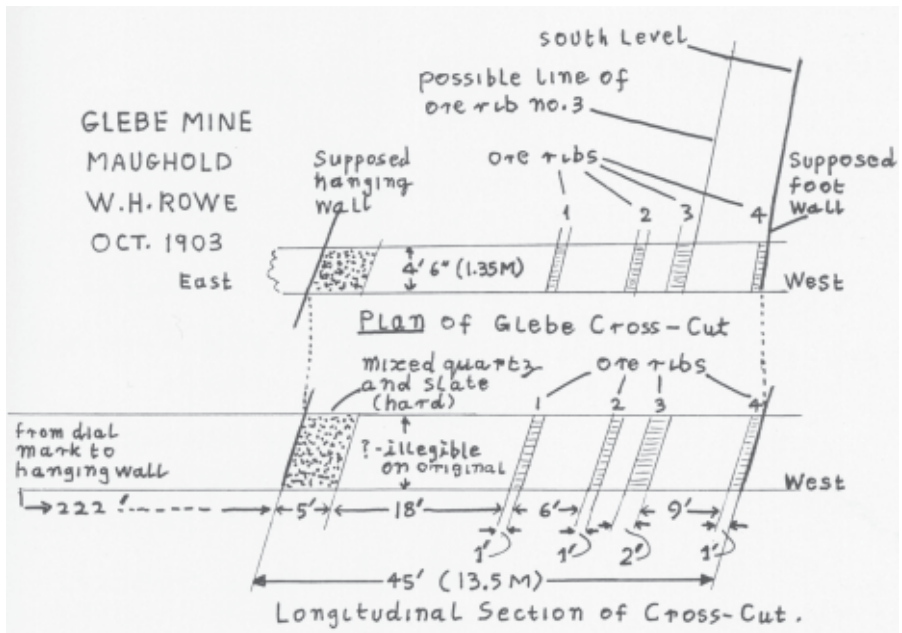 GLEBE MINE
MAUGHOLD
W.H. ROWE
OCT. 1903
South Level
possible line of
ore rib no.3
Supposed
hanging
wall
ore ribs
Supposed
foot
wall
1
2
3
4
East
4' 6" (1.35M)
West
Plan of Glebe Cross-Cut
mixed quartz
and slate
(hard)
ore ribs
1
2
3
4
from dial
mark to
hanging wall
?-illegible
on original
West
222'
5'
18'
6'
9'
1'
1'
2'
1'
45' (13.5M)
Longitudinal Section of Cross-Cut.